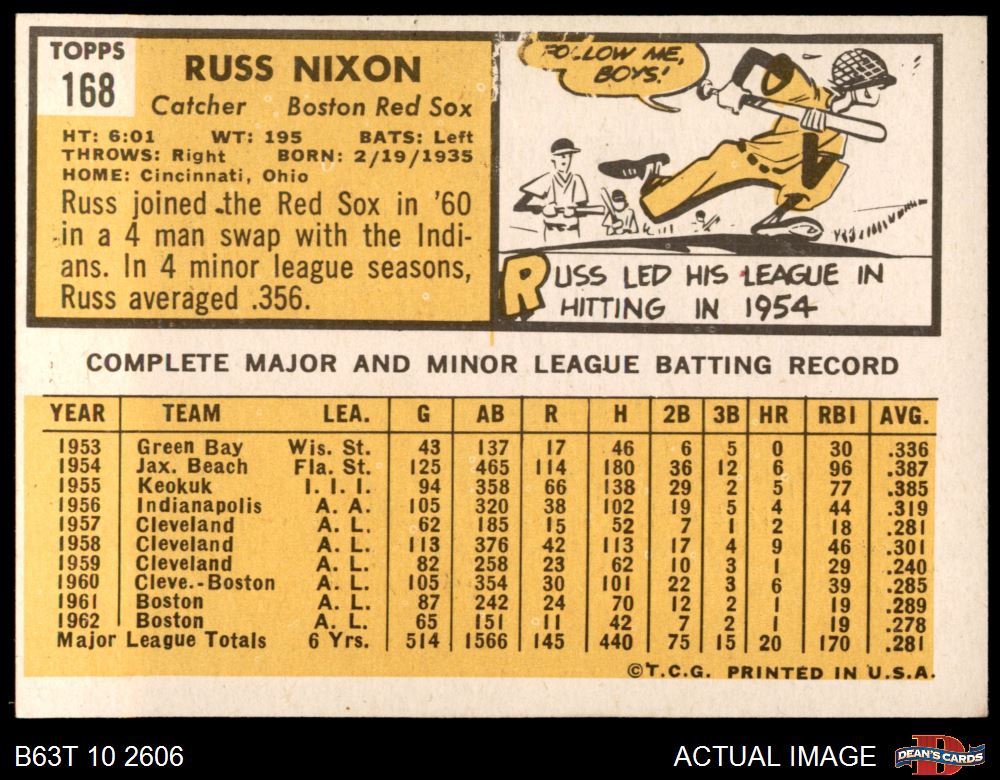 TOPPS
168
RUSS NIXON
Catcher Boston Red Sox
HT: 6:01 WT: 195 BATS: Left
THROWS: Right BORN: 2/19/1935
HOME: Cincinnati, Ohio
Russ joined the Red Sox in '60
in a 4 man swap with the Indi-
ans. In 4 minor league seasons,
Russ averaged .356.
FOLLOW ME,
BOYS!
RUSS LED HIS LEAGUE IN
HITTING IN 1954
COMPLETE MAJOR AND MINOR LEAGUE BATTING RECORD
YEAR TEAM LEA. G AB R H 2B 3B HR RBI AVG.
1953 Green Bay Wis. St. 43 137 17 46 6 5 0 30 .336
1954 Jax. Beach Fla. St. 125 465 114 180 36 12 6 96 .387
1955 Keokuk I. I. I. 94 358 66 138 29 2 5 77 .385
1956 Indianapolis A. A. 105 320 38 102 19 5 4 44 .319
1957 Cleveland A. L. 62 185 15 52 7 1 2 18 .281
1958 Cleveland A. L. 113 376 42 113 17 4 9 46 .301
1959 Cleveland A. L. 82 258 23 62 10 3 1 29 .240
1960 Cleve.-Boston A. L. 105 354 30 101 22 3 6 39 .285
1961 Boston A. L. 87 242 24 70 12 2 1 19 .289
1962 Boston A. L. 65 151 11 42 7 2 1 19 .278
Major League Totals 6 Yrs. 514 1566 145 440 75 15 20 170 .281
©T.C.G. PRINTED IN U.S.A.
B63T 10 2606
ACTUAL IMAGE
DEAN'S CARDS